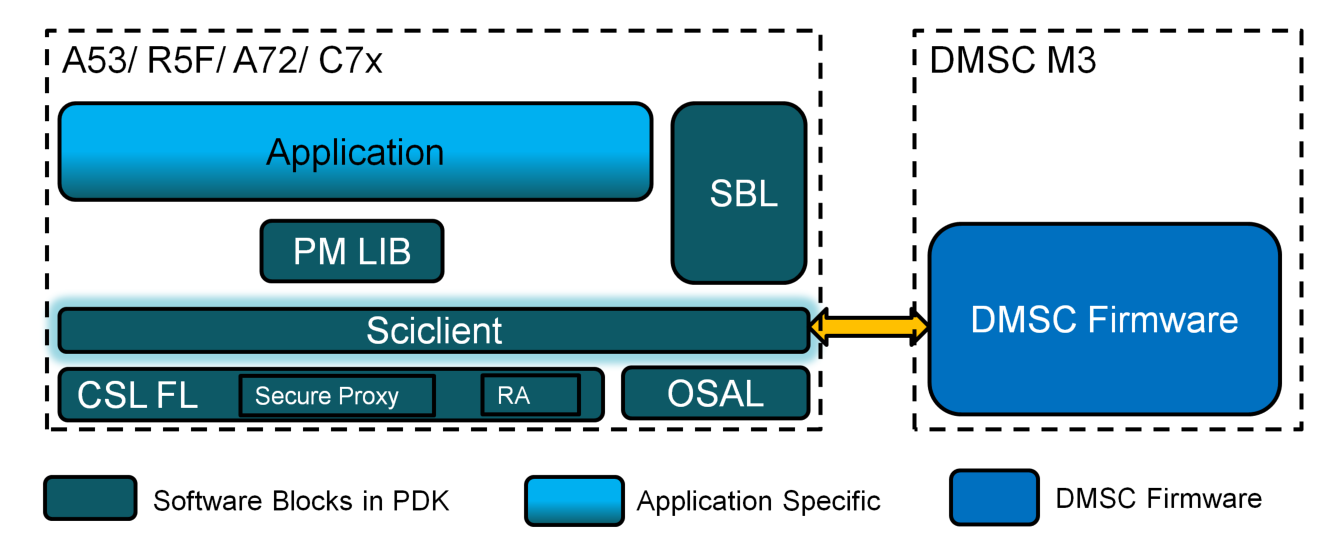 A53/ R5F/ A72/ C7x
DMSC M3
Application
SBL
PM LIB
Sciclient
DMSC Firmware
CSL FL
Secure Proxy
RA
OSAL
Software Blocks in PDK
Application Specific
DMSC Firmware